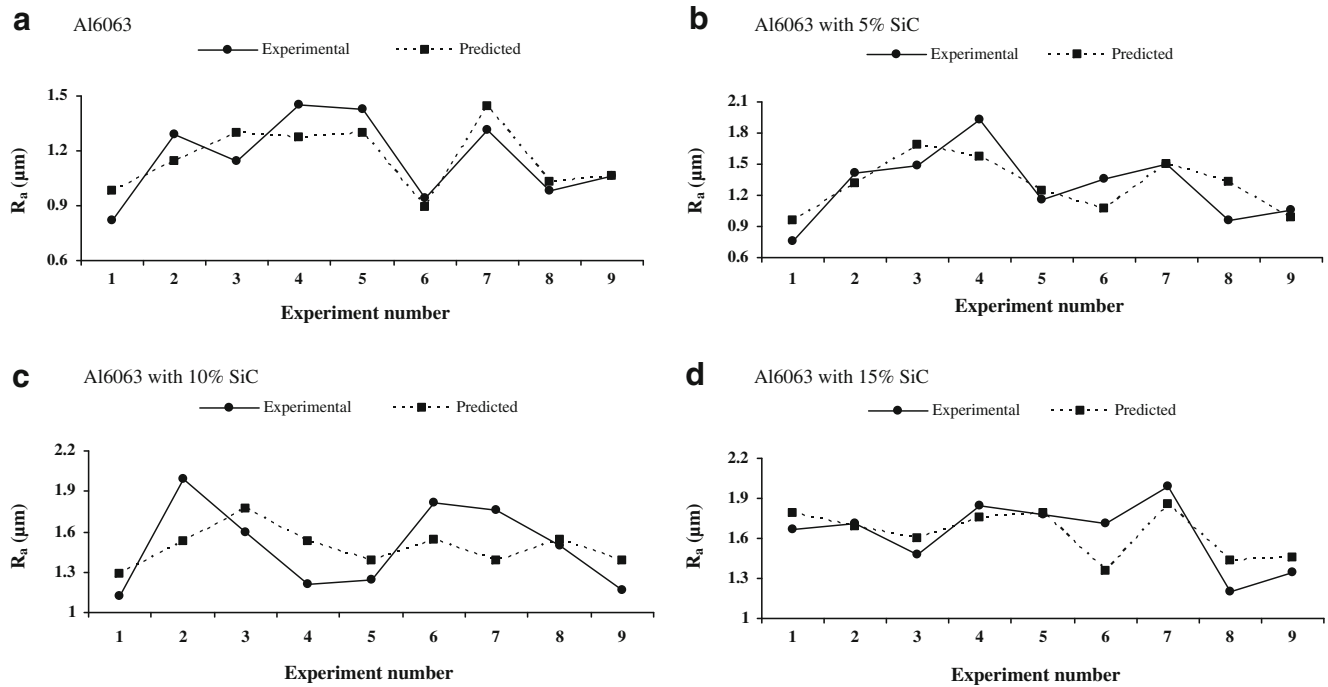 a Al6063
Experimental Predicted
1.5
1.2
0.9
0.6
Ra (µm)
1 2 3 4 5 6 7 8 9
Experiment number
b Al6063 with 5% SiC
Experimental Predicted
2.1
1.8
1.5
1.2
0.9
0.6
Ra (µm)
1 2 3 4 5 6 7 8 9
Experiment number
c Al6063 with 10% SiC
Experimental Predicted
2.2
1.9
1.6
1.3
1
Ra (µm)
1 2 3 4 5 6 7 8 9
Experiment number
d Al6063 with 15% SiC
Experimental Predicted
2.2
1.9
1.6
1.3
1
Ra (µm)
1 2 3 4 5 6 7 8 9
Experiment number